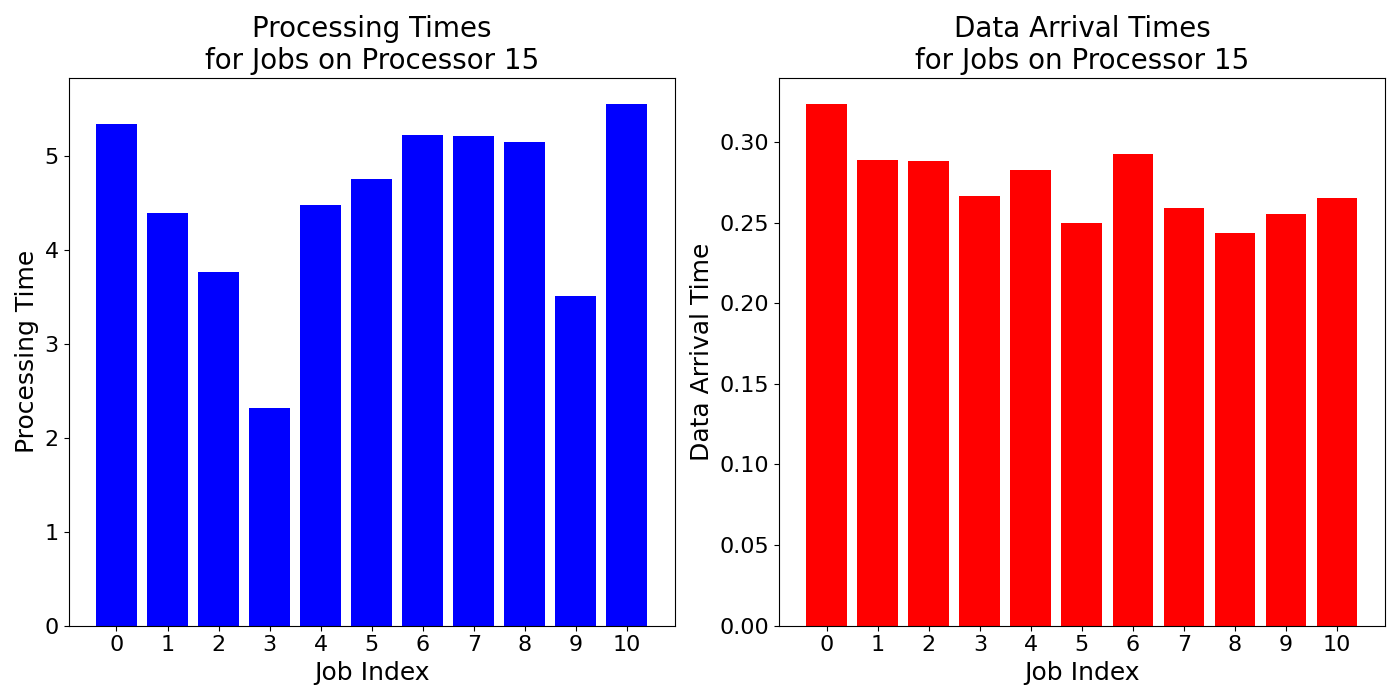 Processing Times
for Jobs on Processor 15
Processing Time
5
4
3
2
1
0
0 1 2 3 4 5 6 7 8 9 10
Job Index
Data Arrival Times
for Jobs on Processor 15
Data Arrival Time
0.30
0.25
0.20
0.15
0.10
0.05
0.00
0 1 2 3 4 5 6 7 8 9 10
Job Index